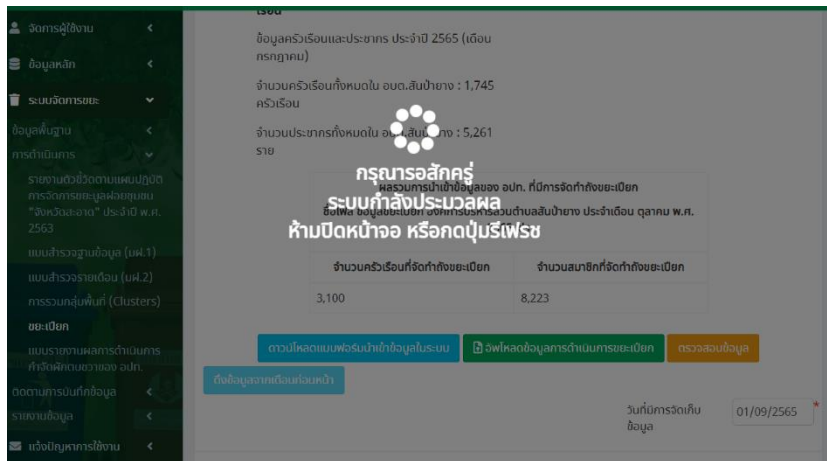 จัดการผู้ใช้งาน
ข้อมูลหลัก
ระบบจัดการขยะ
ข้อมูลพื้นฐาน
การดำเนินการ
รายงานตัวชี้วัดตามแผนปฏิบัติ
การจัดการขยะมูลฝอยชุมชน
"จังหวัดสะอาด" ประจำปี พ.ศ.
2563
แบบสำรวจฐานข้อมูล (มฝ.1)
แบบสำรวจรายเดือน (มฝ.2)
การรวมกลุ่มพื้นที่ (Clusters)
ขยะเปียก
แบบรายงานผลการดำเนินการ
กำจัดผักตบชวาของ อปท.
ติดตามการบันทึกข้อมูล
รายงานข้อมูล
แจ้งปัญหาการใช้งาน
เรือน
ข้อมูลครัวเรือนและประชากร ประจำปี 2565 (เดือน
กรกฎาคม)
จำนวนครัวเรือนทั้งหมดใน อบต.สันป่ายาง : 1,745
ครัวเรือน
จำนวนประชากรทั้งหมดใน อบต.สันป่ายาง : 5,261
ราย
กรุณารอสักครู่
ระบบกำลังประมวลผล
ห้ามปิดหน้าจอ หรือกดปุ่มรีเฟรช
ผลรวมการนำเข้าข้อมูลของ อปท. ที่มีการจัดทำถังขยะเปียก
ชื่อไฟล์ ข้อมูลขยะเปียก องค์การบริหารส่วนตำบลสันป่ายาง ประจำเดือน ตุลาคม พ.ศ.
จำนวนครัวเรือนที่จัดทำถังขยะเปียก จำนวนสมาชิกที่จัดทำถังขยะเปียก
3,100 8,223
ดาวน์โหลดแบบฟอร์มนำเข้าข้อมูลในระบบ อัพโหลดข้อมูลการดำเนินการขยะเปียก ตรวจสอบข้อมูล
ดึงข้อมูลจากเดือนก่อนหน้า
วันที่มีการจัดเก็บ
ข้อมูล
01/09/2565 *